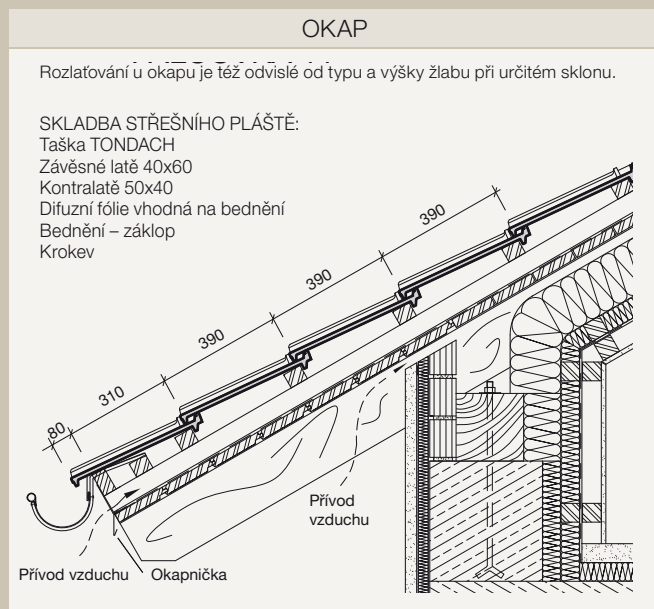 OKAP
Rozlaťování u okapu je též odvislé od typu a výšky žlabu při určitém sklonu.
SKLADBA STŘEŠNÍHO PLÁŠTĚ:
Taška TONDACH
Závěsné latě 40x60
Kontralatě 50x40
Difuzní fólie vhodná na bednění
Bednění – záklop
Krokev
390
390
390
310
80
Přívod
vzduchu
Přívod vzduchu
Okapnička